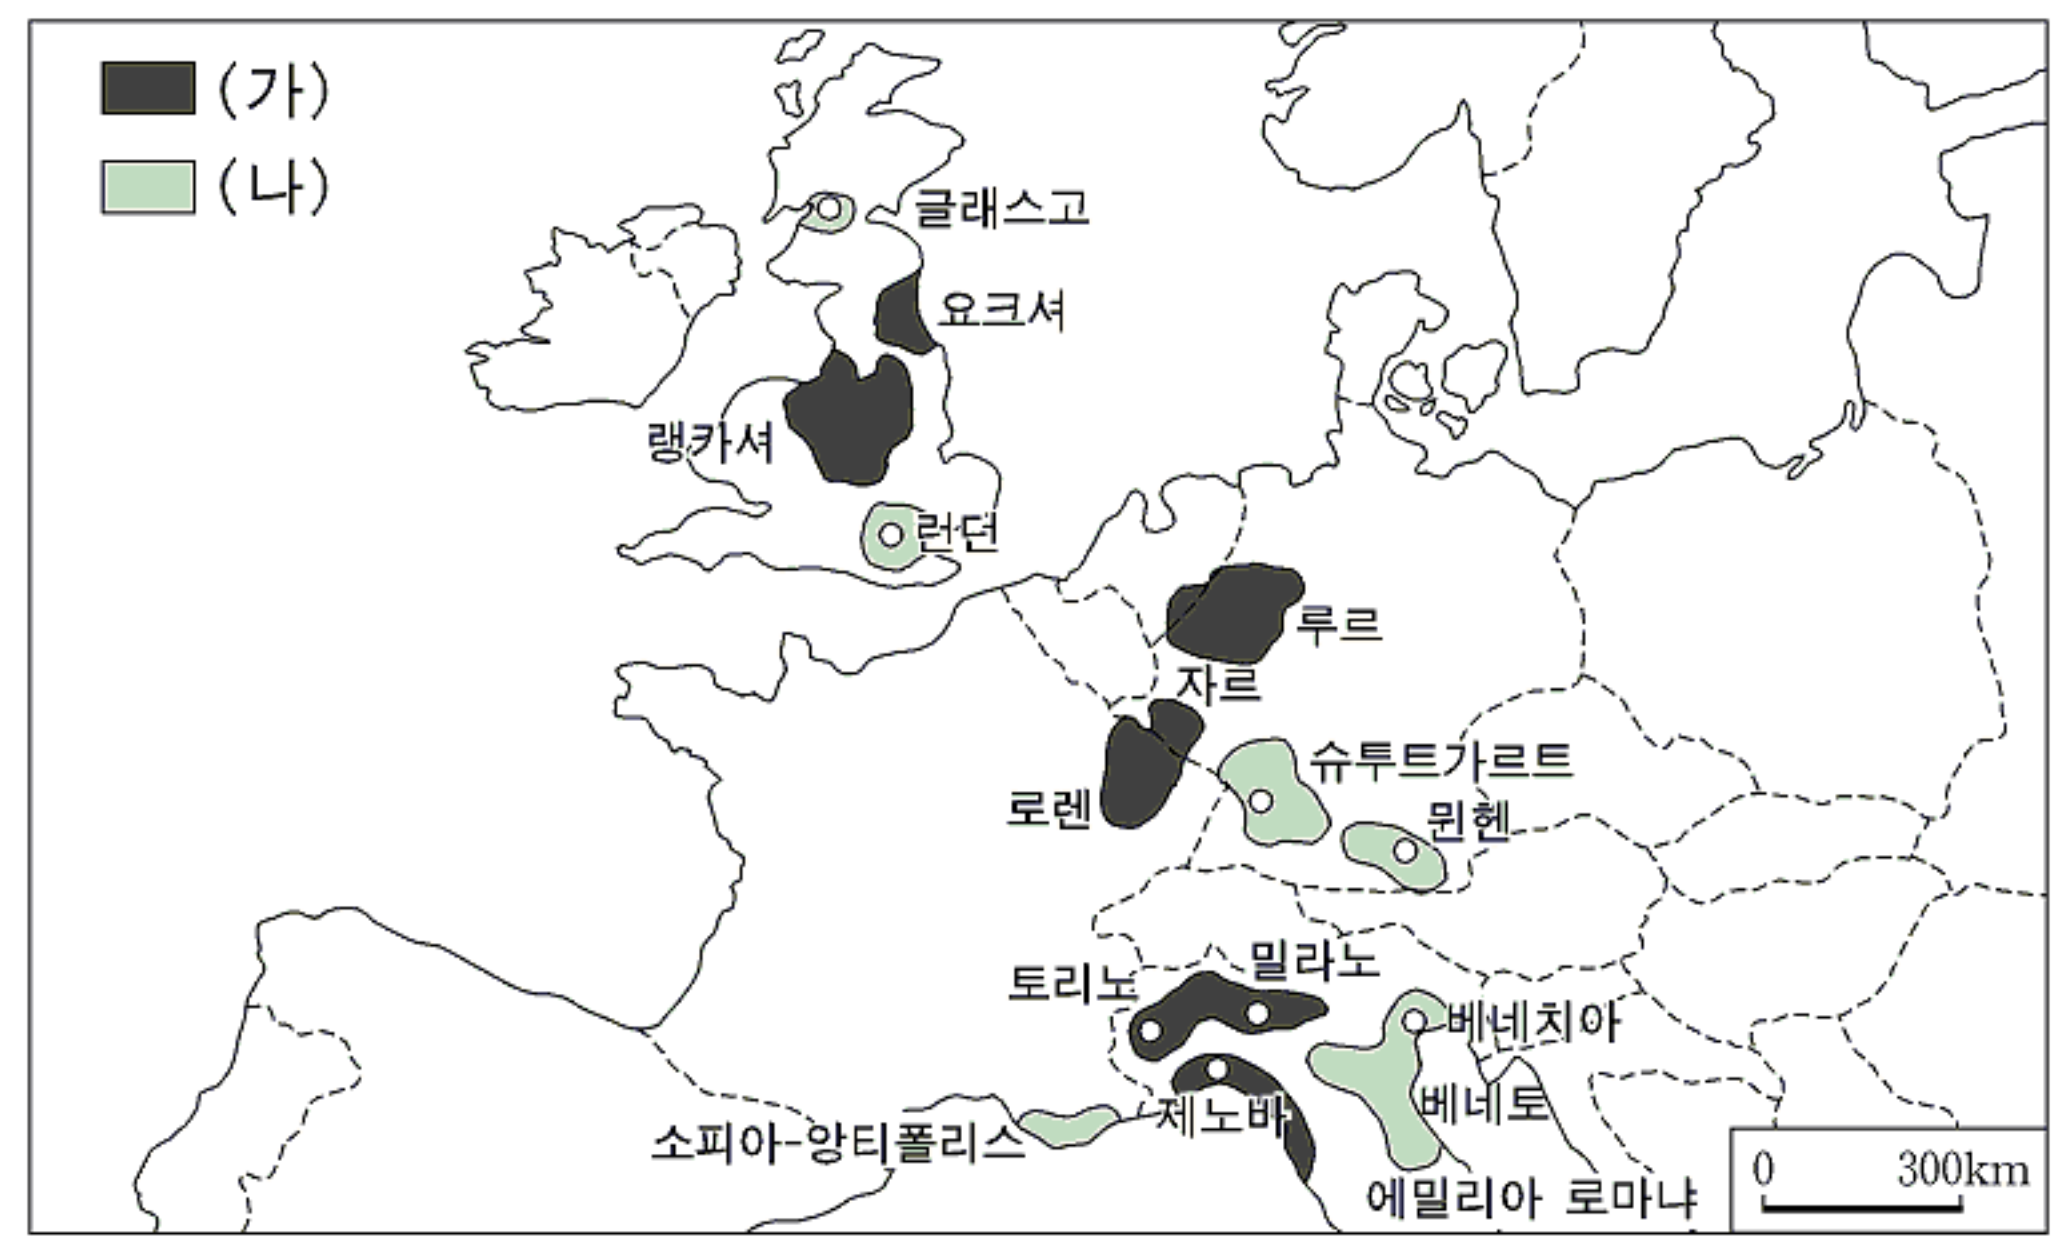 (가)
(나)
글래스고
요크셔
랭카셔
런던
루르
자르
로렌
슈투트가르트
뮌헨
밀라노
토리노
베네치아
제노바
베네토
소피아-앙티폴리스
에밀리아 로마냐
0 300km